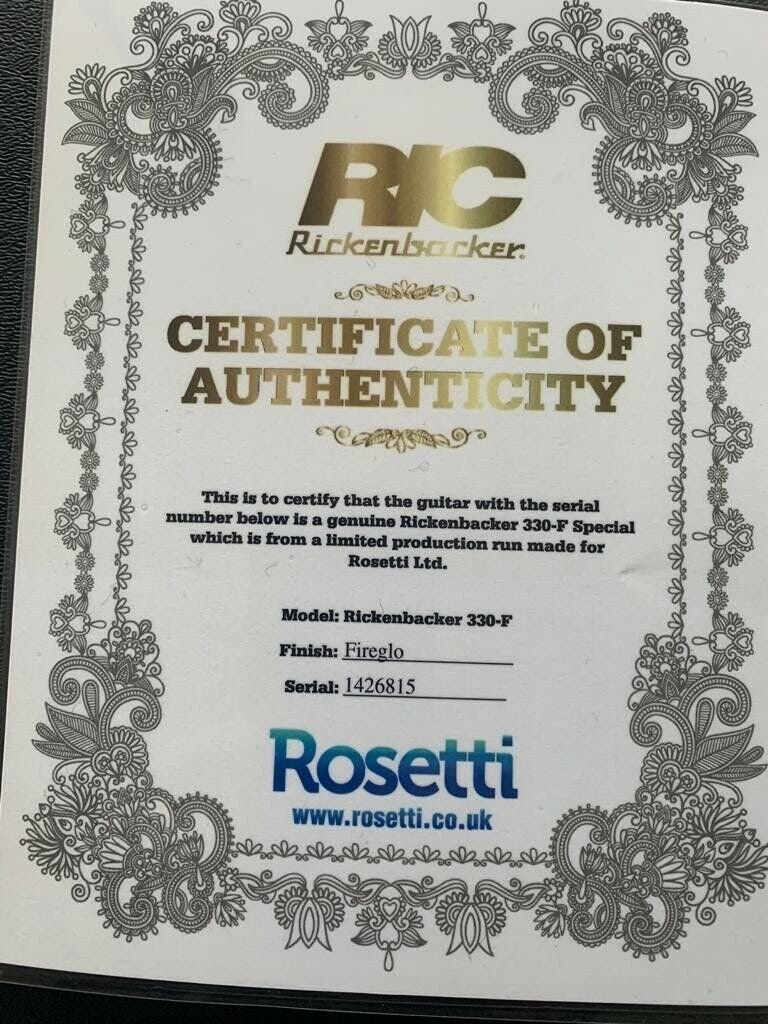 RIC
Rickenbacker®
CERTIFICATE OF
AUTHENTICITY
This is to certify that the guitar with the serial
number below is a genuine Rickenbacker 330-F Special
which is from a limited production run made for
Rosetti Ltd.
Model: Rickenbacker 330-F
Finish: Fireglo
Serial: 1426815
Rosetti
www.rosetti.co.uk